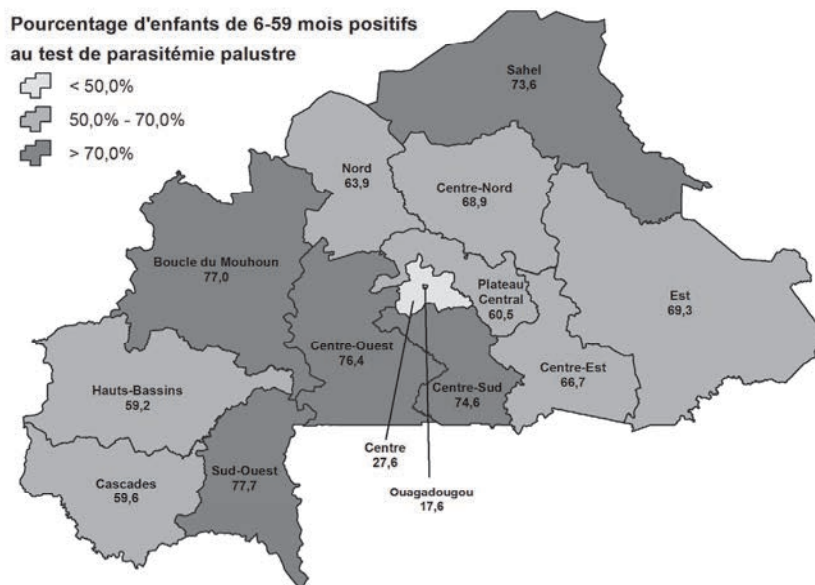 Pourcentage d'enfants de 6-59 mois positifs
au test de parasitémie palustre
< 50,0%
50,0% - 70,0%
> 70,0%
Sahel
73,6
Nord
63,9
Centre-Nord
68,9
Boucle du Mouhoun
77,0
Plateau
Central
60,5
Est
69,3
Centre-Ouest
76,4
Centre-Est
66,7
Hauts-Bassins
59,2
Centre-Sud
74,6
Centre
27,6
Sud-Ouest
77,7
Cascades
59,6
Ouagadougou
17,6